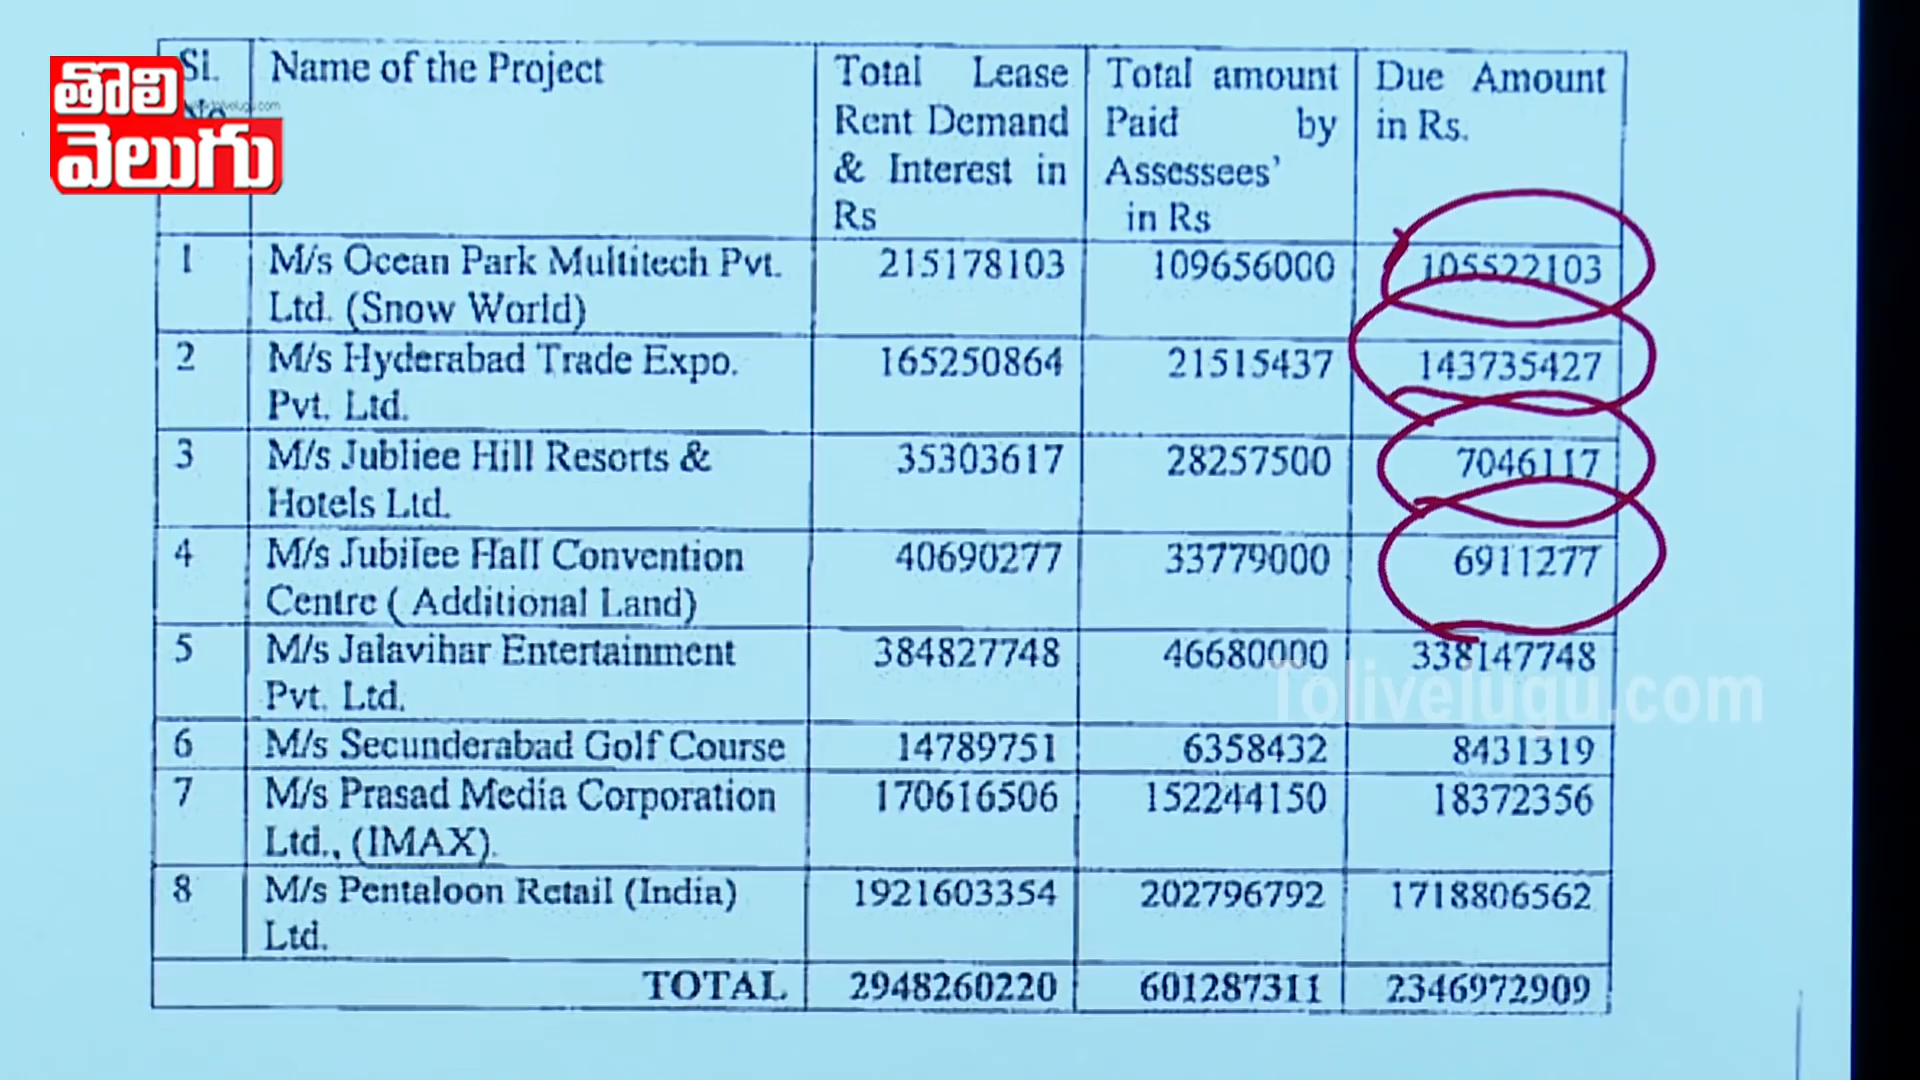 తొలి
వెలుగు
Sl. No
Name of the Project
Total Lease Rent Demand & Interest in Rs
Total amount Paid by Assessees' in Rs
Due Amount in Rs.
1 M/s Ocean Park Multitech Pvt. Ltd. (Snow World) 215178103 109656000 105522103
2 M/s Hyderabad Trade Expo. Pvt. Ltd. 165250864 21515437 143735427
3 M/s Jubliee Hill Resorts & Hotels Ltd. 35303617 28257500 7046117
4 M/s Jubilee Hall Convention Centre ( Additional Land) 40690277 33779000 6911277
5 M/s Jalavihar Entertainment Pvt. Ltd. 384827748 46680000 338147748
6 M/s Secunderabad Golf Course 14789751 6358432 8431319
7 M/s Prasad Media Corporation Ltd., (IMAX). 170616506 152244150 18372356
8 M/s Pentaloon Retail (India) Ltd. 1921603354 202796792 1718806562
TOTAL 2948260220 601287311 2346972909
Tolivelugu.com